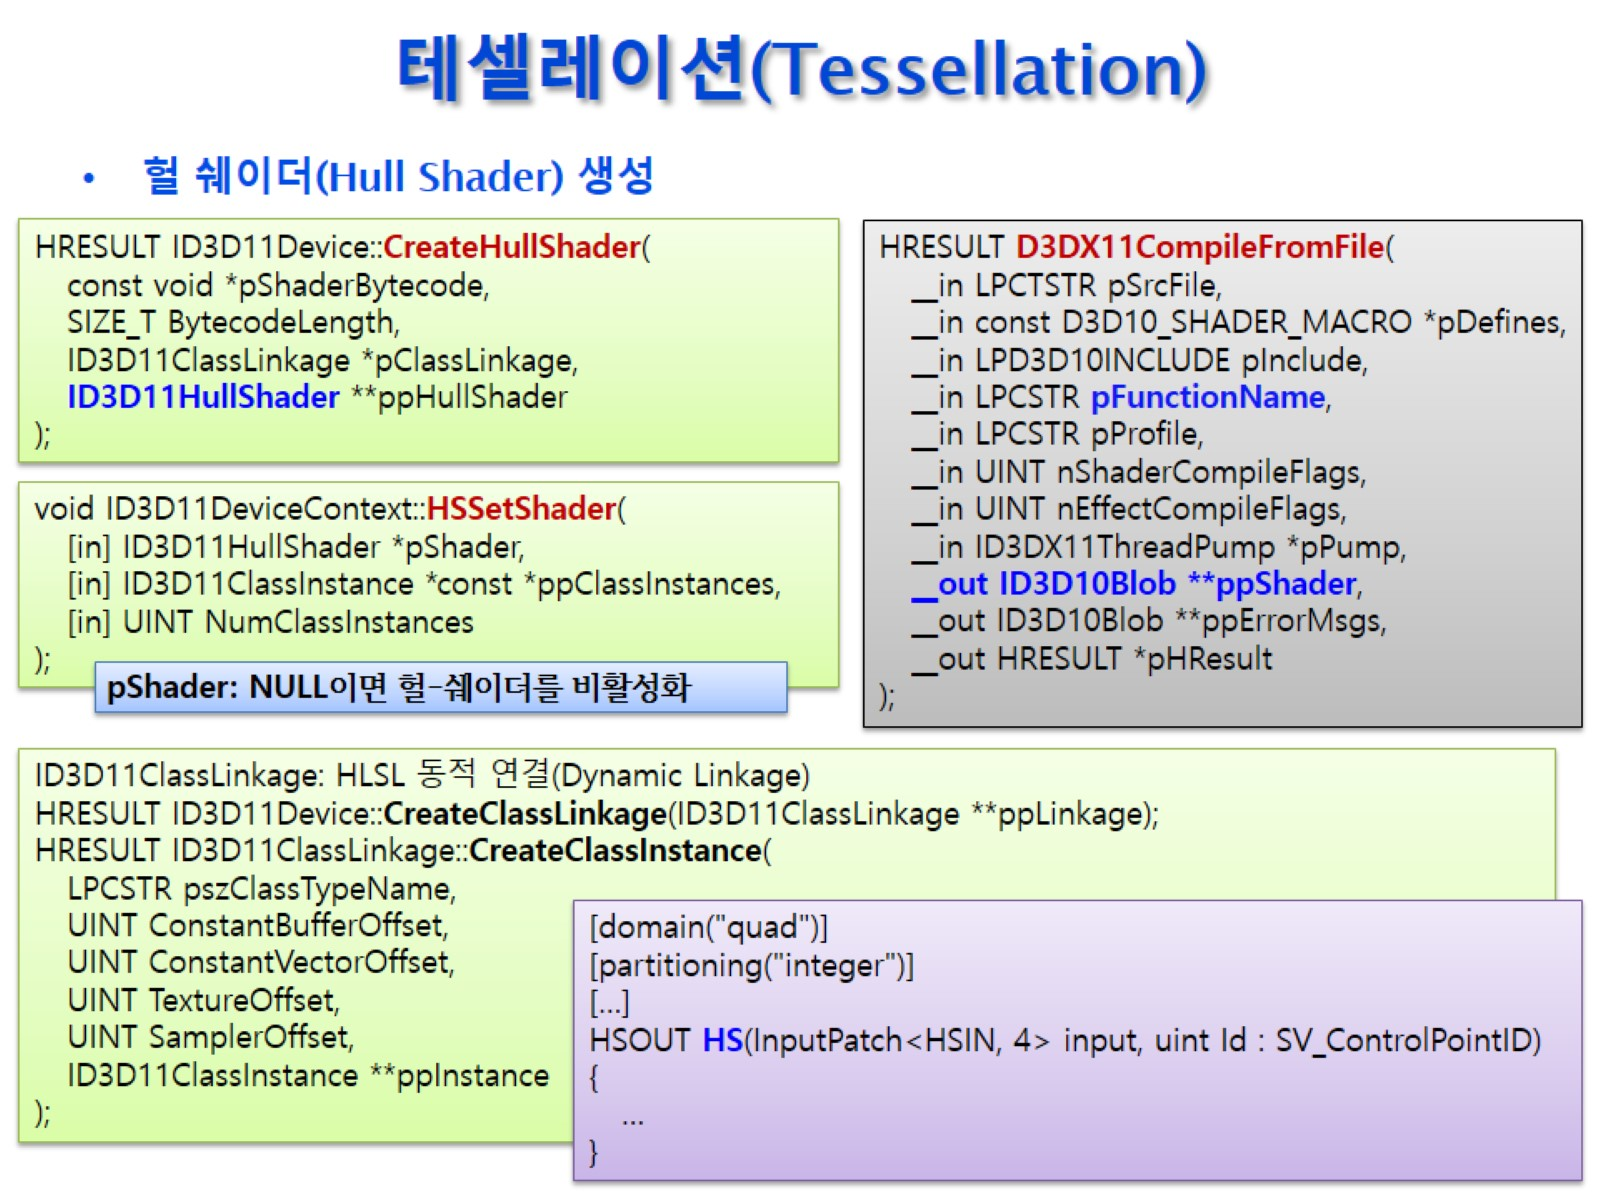 테셀레이션(Tessellation)
• 헐 쉐이더(Hull Shader) 생성
HRESULT ID3D11Device::CreateHullShader(
const void *pShaderBytecode,
SIZE_T BytecodeLength,
ID3D11ClassLinkage *pClassLinkage,
ID3D11HullShader **ppHullShader
);
void ID3D11DeviceContext::HSSetShader(
[in] ID3D11HullShader *pShader,
[in] ID3D11ClassInstance *const *ppClassInstances,
[in] UINT NumClassInstances
);
pShader: NULL이면 헐-쉐이더를 비활성화
HRESULT D3DX11CompileFromFile(
__in LPCTSTR pSrcFile,
__in const D3D10_SHADER_MACRO *pDefines,
__in LPD3D10INCLUDE pInclude,
__in LPCSTR pFunctionName,
__in LPCSTR pProfile,
__in UINT nShaderCompileFlags,
__in UINT nEffectCompileFlags,
__in ID3DX11ThreadPump *pPump,
__out ID3D10Blob **ppShader,
__out ID3D10Blob **ppErrorMsgs,
__out HRESULT *pHResult
);
ID3D11ClassLinkage: HLSL 동적 연결(Dynamic Linkage)
HRESULT ID3D11Device::CreateClassLinkage(ID3D11ClassLinkage **ppLinkage);
HRESULT ID3D11ClassLinkage::CreateClassInstance(
LPCSTR pszClassTypeName,
UINT ConstantBufferOffset,
UINT ConstantVectorOffset,
UINT TextureOffset,
UINT SamplerOffset,
ID3D11ClassInstance **ppInstance
);
[domain("quad")]
[partitioning("integer")]
[...]
HSOUT HS(InputPatch<HSIN, 4> input, uint Id : SV_ControlPointID)
{
...
}